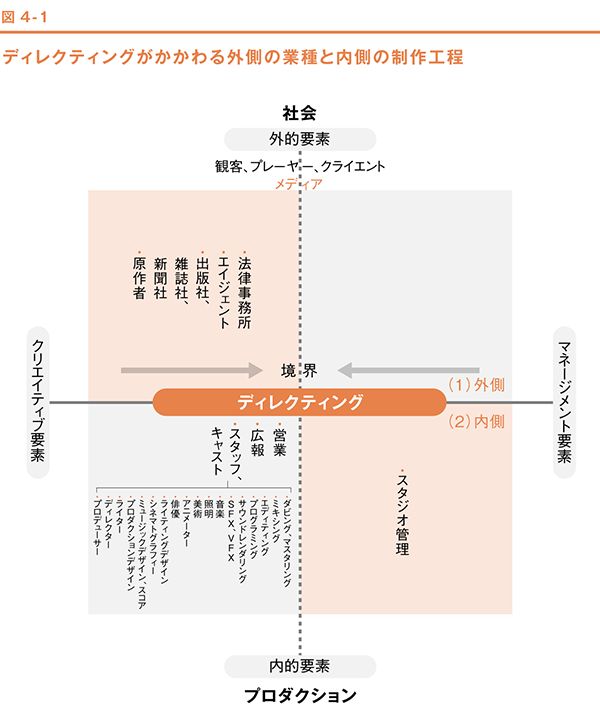 図 4-1
ディレクティングがかかわる外側の業種と内側の制作工程
社会
外的要素
観客、プレーヤー、クライエント
メディア
・法律事務所
・エイジェント
・出版社、
雑誌社、
新聞社
・原作者
クリエイティブ要素
マネージメント要素
境界
(1)外側
ディレクティング
(2)内側
・営業
・広報
・スタッフ、
キャスト
・スタジオ管理
・ダビング、マスタリング
・ミキシング
・エディティング
・プログラミング
・サウンドレンダリング
・SFX、VFX
・音楽
・照明
・美術
・アニメーター
・俳優
・ライティングデザイン
・シネマトグラフィー
・ミュージックデザイン、スコア
・プロダクションデザイン
・ライター
・ディレクター
・プロデューサー
内的要素
プロダクション